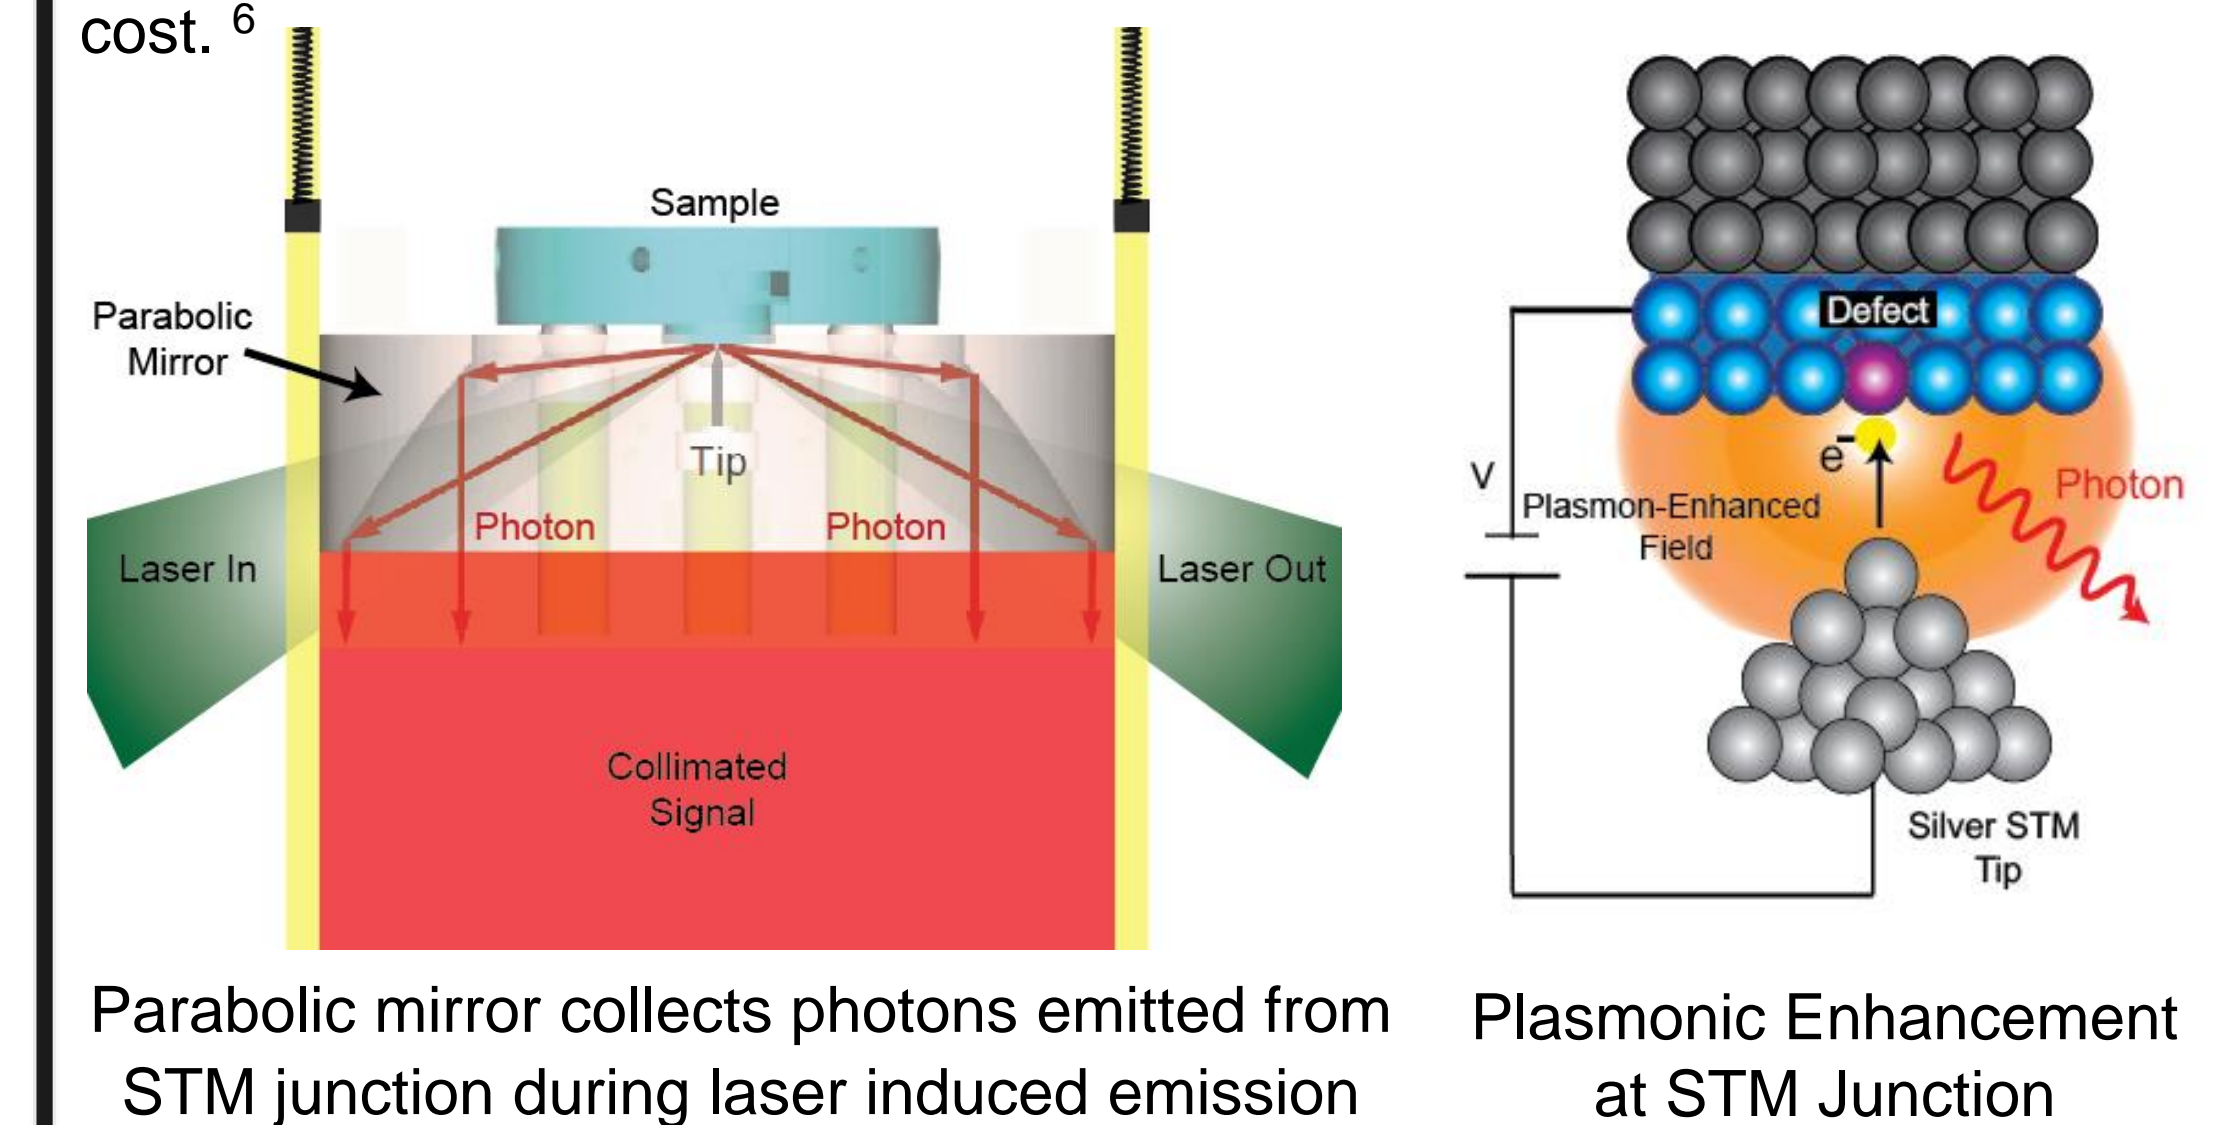 cost. 6
Sample
Parabolic
Mirror
Tip
Photon
Photon
Laser In
Laser Out
Collimated
Signal
Parabolic mirror collects photons emitted from
STM junction during laser induced emission
Defect
e-
V
Plasmon-Enhanced
Field
Photon
Silver STM
Tip
Plasmonic Enhancement
at STM Junction